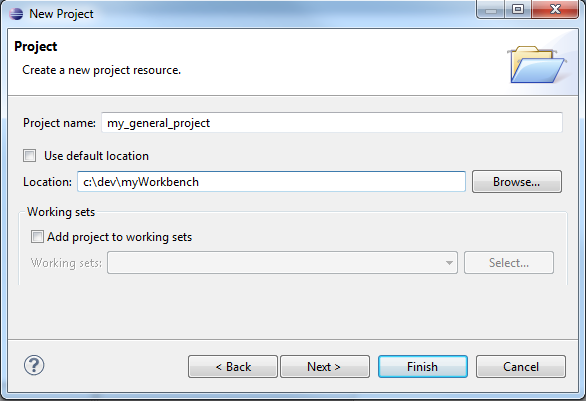 New Project
Project
Create a new project resource.
Project name: my_general_project
Use default location
Location: c:\dev\myWorkbench Browse...
Working sets
Add project to working sets
Working sets: Select...
? < Back Next > Finish Cancel